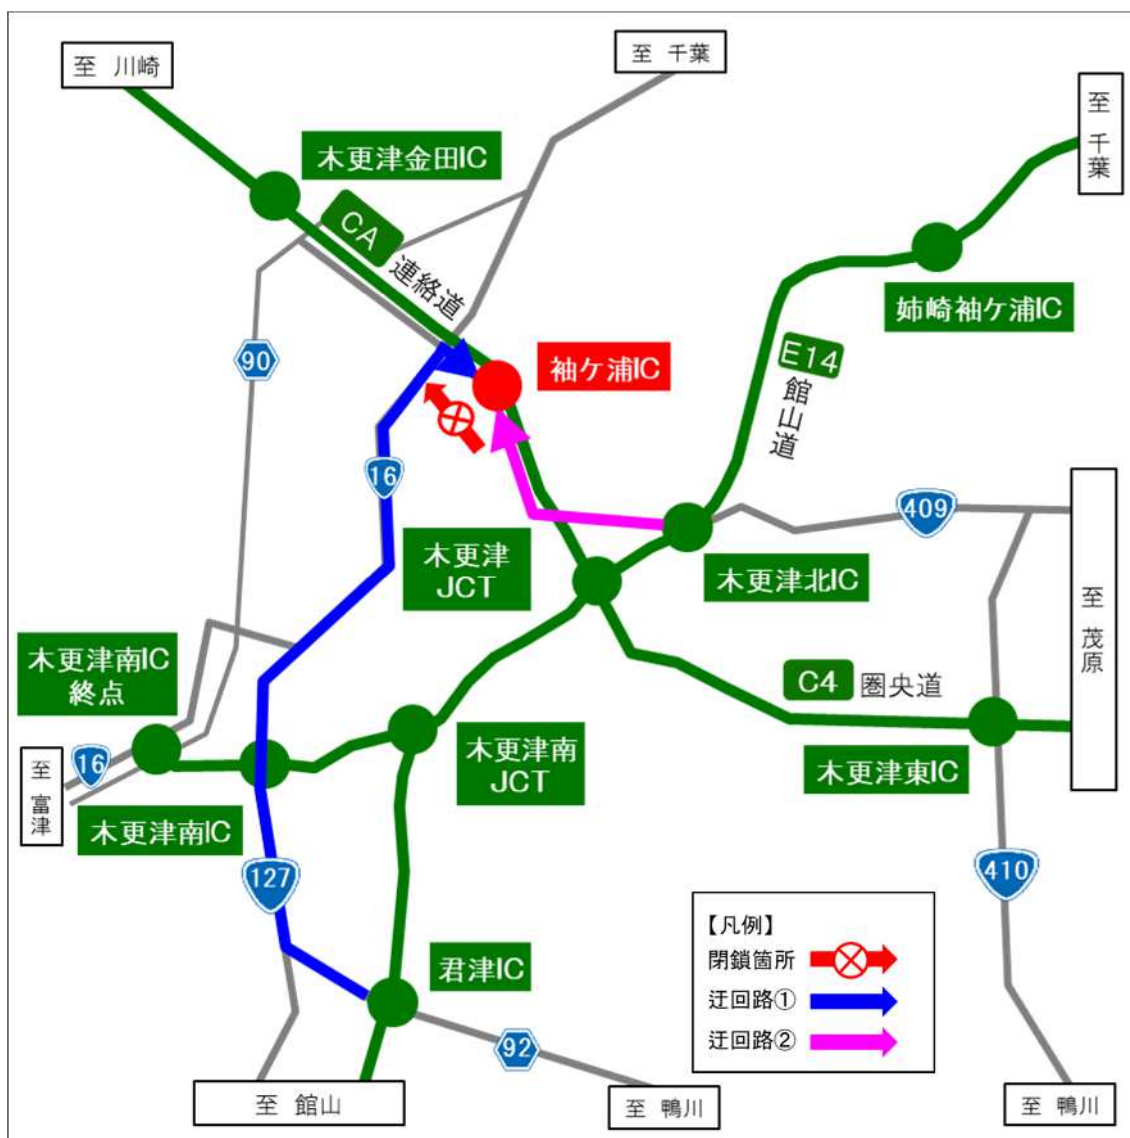 至 川崎
至 千葉
至 千葉
木更津金田IC
CA
連絡道
姉崎袖ケ浦IC
90
袖ケ浦IC
E14
館山道
16
409
木更津
JCT
木更津北IC
至 茂原
木更津南IC
終点
C4 圏央道
16
木更津南
JCT
木更津東IC
至 富津
木更津南IC
127
410
【凡例】
閉鎖箇所
迂回路①
迂回路②
君津IC
92
至 館山
至 鴨川
至 鴨川